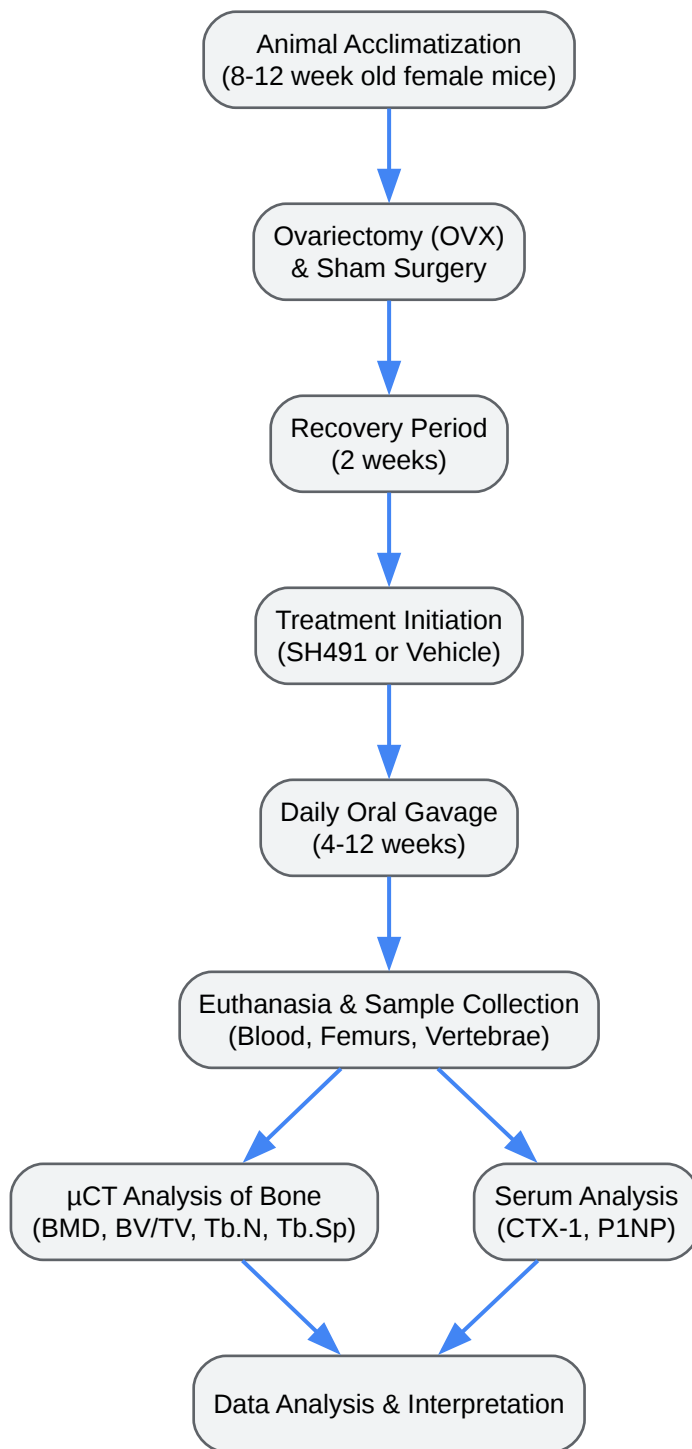 Animal Acclimatization
(8-12 week old female mice)
Ovariectomy (OVX)
& Sham Surgery
Recovery Period
(2 weeks)
Treatment Initiation
(SH491 or Vehicle)
Daily Oral Gavage
(4-12 weeks)
Euthanasia & Sample Collection
(Blood, Femurs, Vertebrae)
µCT Analysis of Bone
(BMD, BV/TV, Tb.N, Tb.Sp)
Serum Analysis
(CTX-1, P1NP)
Data Analysis & Interpretation